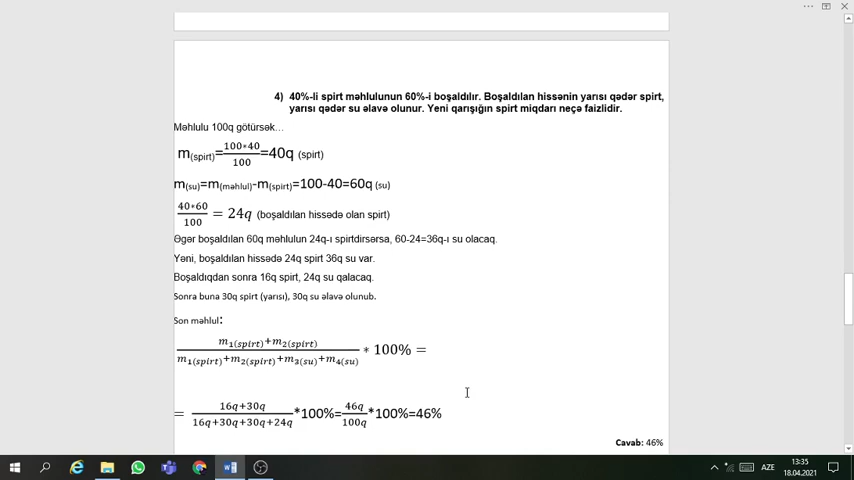 4) 40%-li spirt məhlulunun 60%-i boşaldılır. Boşaldılan hissənin yarısı qədər spirt,
yarısı qədər su əlavə olunur. Yeni qarışığın spirt miqdarı neçə faizlidir.
Məhlulu 100q götürsək...
m(spirt)=100*40/100=40q (spirt)
m(su)=m(məhlul)-m(spirt)=100-40=60q (su)
40*60/100 = 24q (boşaldılan hissədə olan spirt)
Əgər boşaldılan 60q məhlulun 24q-ı spirtdirsərsə, 60-24=36q-ı su olacaq.
Yəni, boşaldılan hissədə 24q spirt 36q su var.
Boşaldıqdan sonra 16q spirt, 24q su qalacaq.
Sonra buna 30q spirt (yarısı), 30q su əlavə olunub.
Son məhlul:
m1(spirt)+m2(spirt)/m1(spirt)+m2(spirt)+m3(su)+m4(su) * 100% =
= 16q+30q/16q+30q+30q+24q*100%=46q/100q*100%=46%
Cavab: 46%
AZE
13:35
18.04.2021